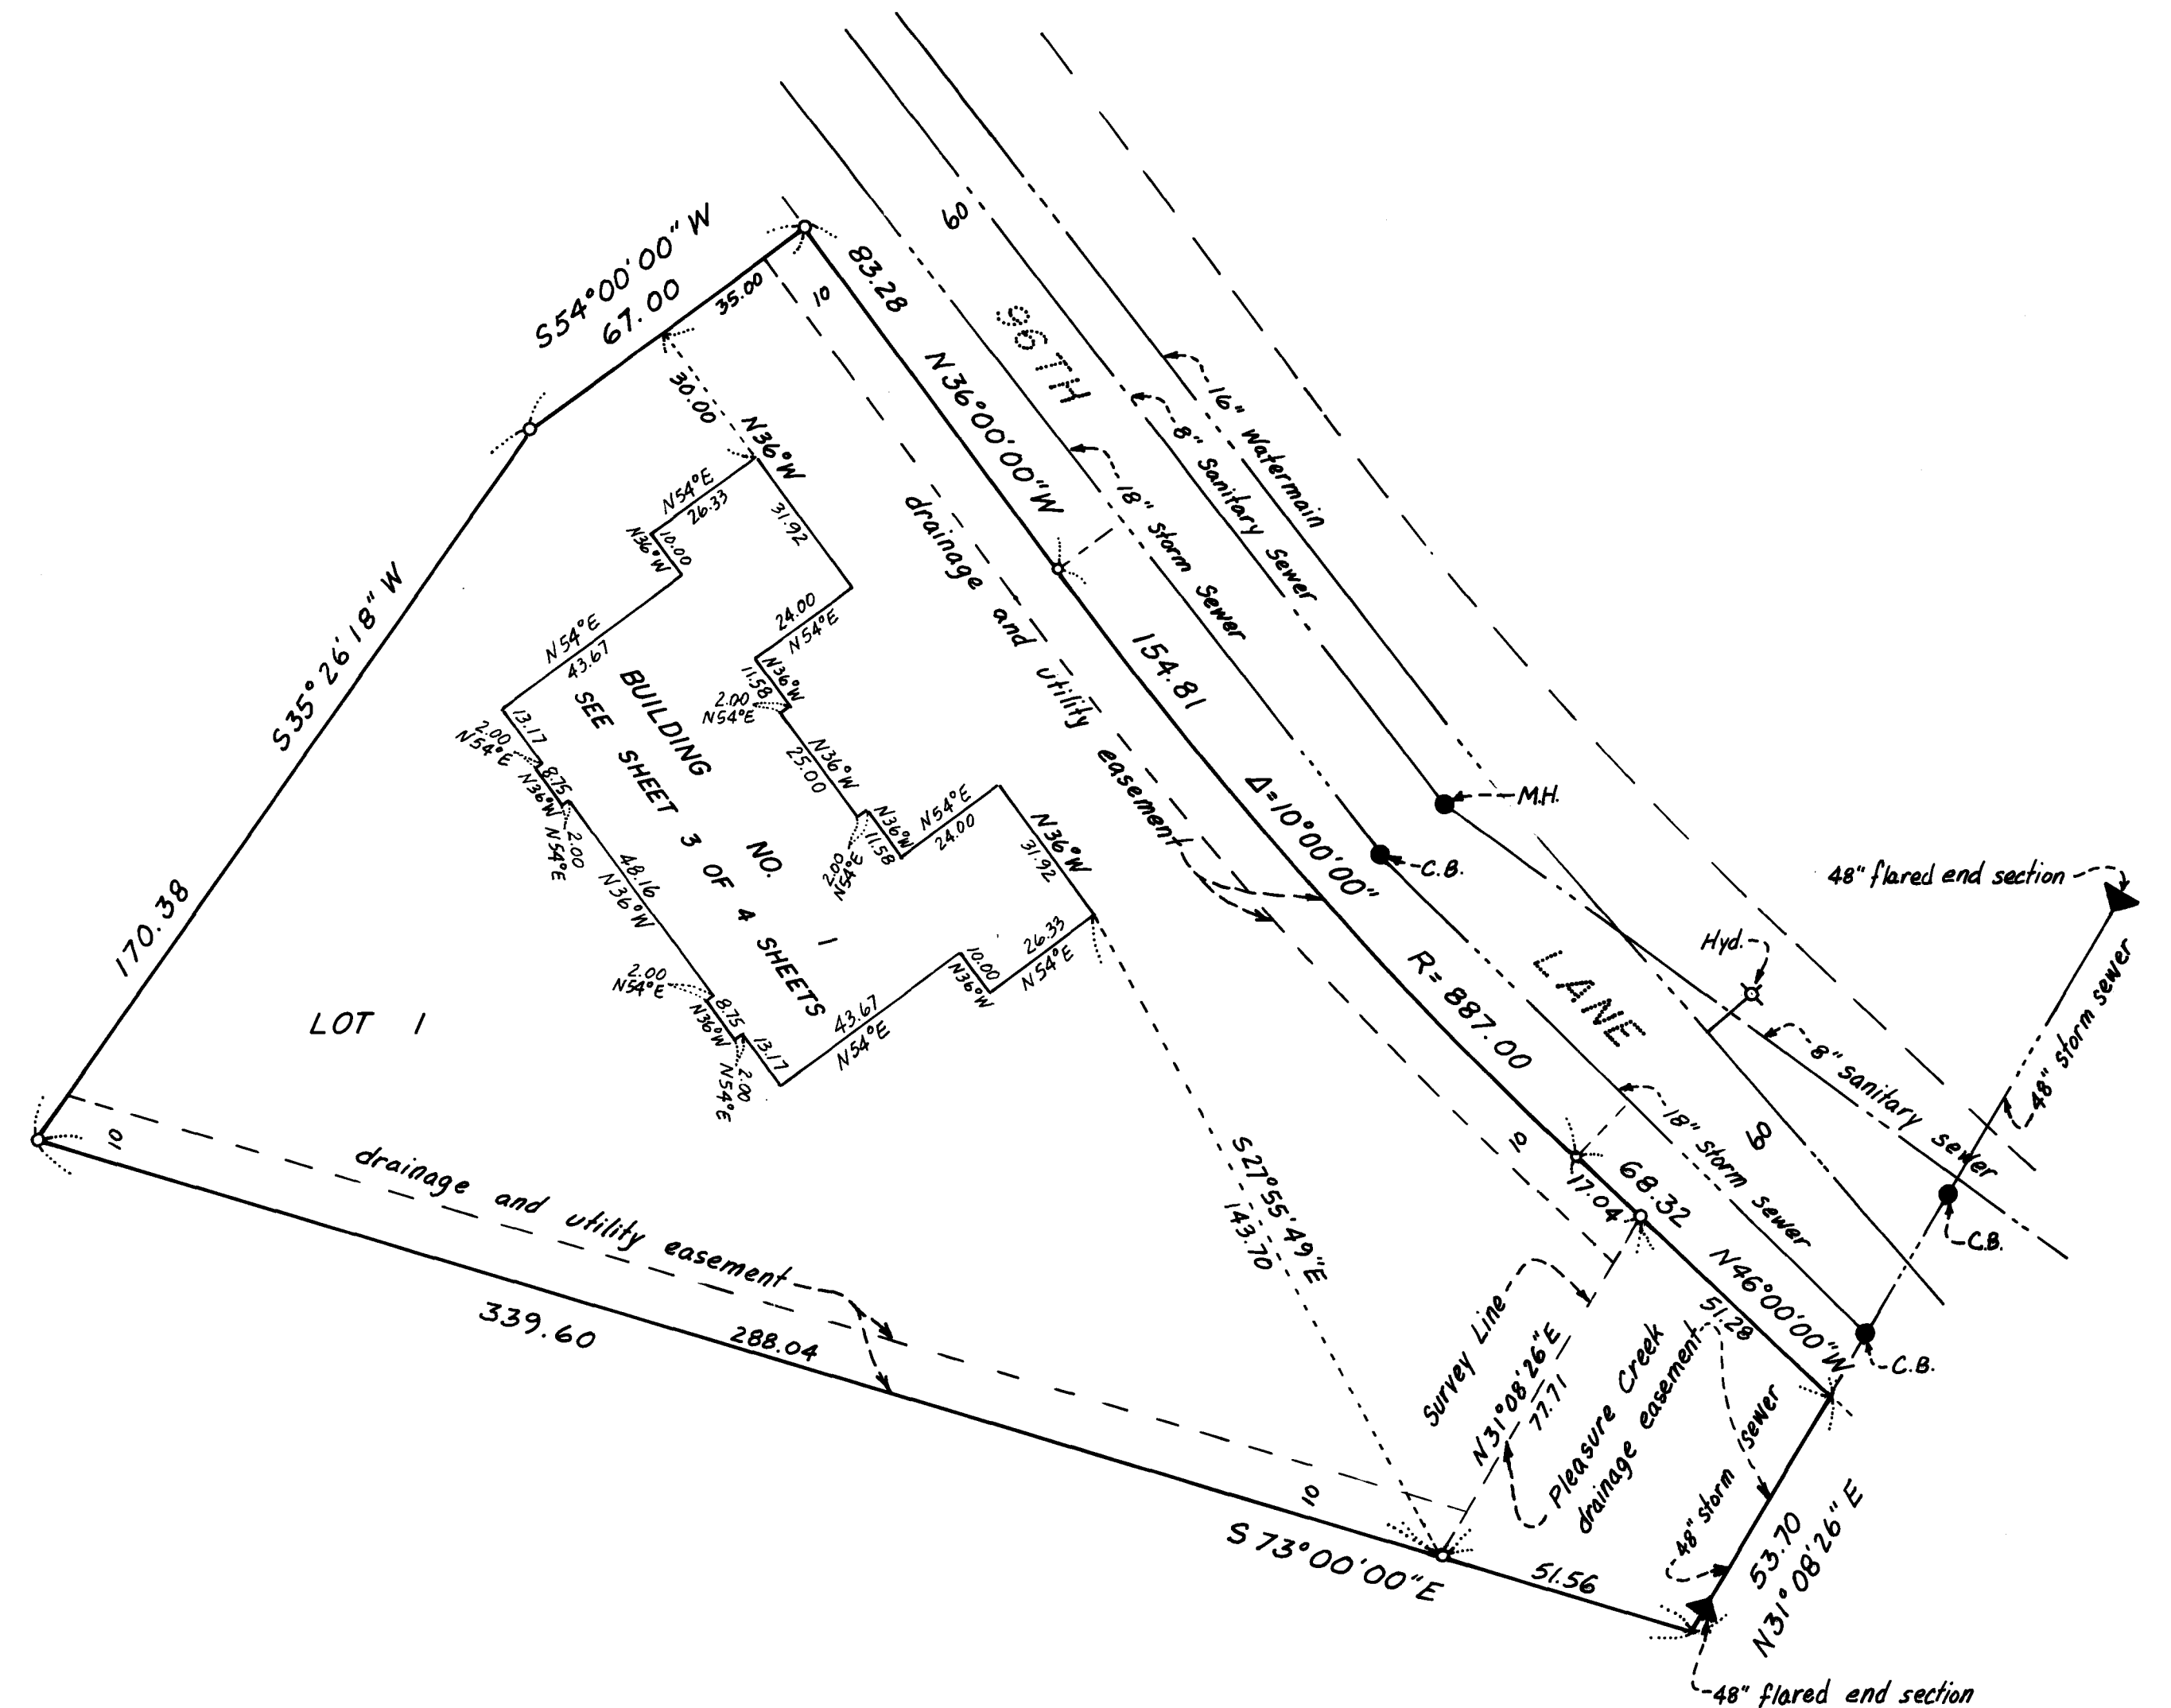 S54°00'00"W
67.00
35.00
10
83.28
N36°00'00"W
60
96TH
16" Watermain
8" Sanitary Sewer
18" Storm Sewer
30.00
N36°W
N54°E
26.33
31.92
N36°W
10.00
24.00
N54°E
N54°E
43.67
drainage and utility easement
154.81
N36°W
11.58
2.00
N54°E
S35°26'18"W
170.38
BUILDING NO. 1
SEE SHEET 3 OF 4 SHEETS
13.17
2.00
N54°E
8.75
N36°W
2.00
N54°E
N36°W
25.00
Δ=10°00'00"
M.H.
C.B.
N36°W
11.58
2.00
N54°E
N54°E
24.00
N36°W
31.92
48.16
N36°W
48" flared end section
Hyd.
LANE
R=887.00
26.33
N54°E
10.00
N36°W
2.00
N54°E
8.75
N36°W
13.17
2.00
N54°E
43.67
N54°E
LOT 1
8" sanitary sewer
48" storm sewer
18" storm sewer
60
10
10
68.32
17.04
S27°55'49"E
143.70
drainage and utility easement
339.60
288.04
C.B.
N46°00'00"W
51.28
C.B.
Survey Line
N31°08'26"E
77.71
Pleasure Creek
drainage easement
48" storm sewer
10
S73°00'00"E
51.56
53.70
N31°08'26"E
48" flared end section